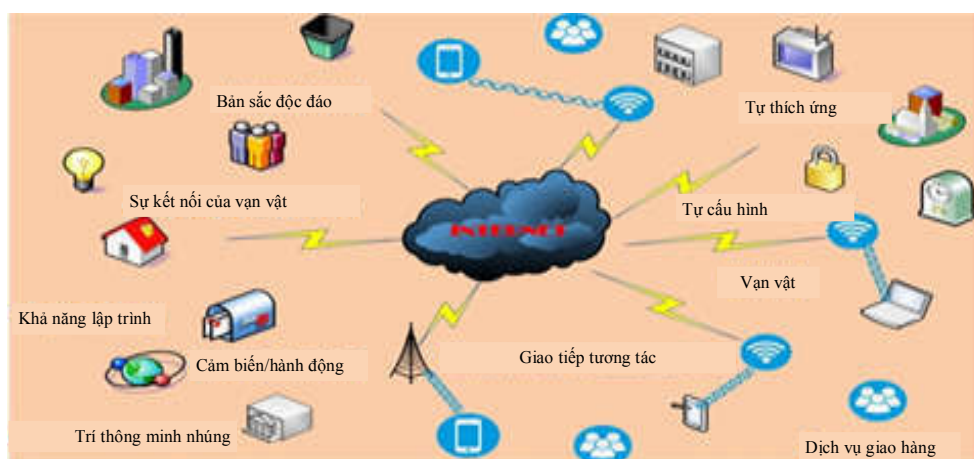 Bản sắc độc đáo
Tự thích ứng
Sự kết nối của vạn vật
Tự cấu hình
INTERNET
Vạn vật
Khả năng lập trình
Cảm biến/hành động
Giao tiếp tương tác
Trí thông minh nhúng
Dịch vụ giao hàng